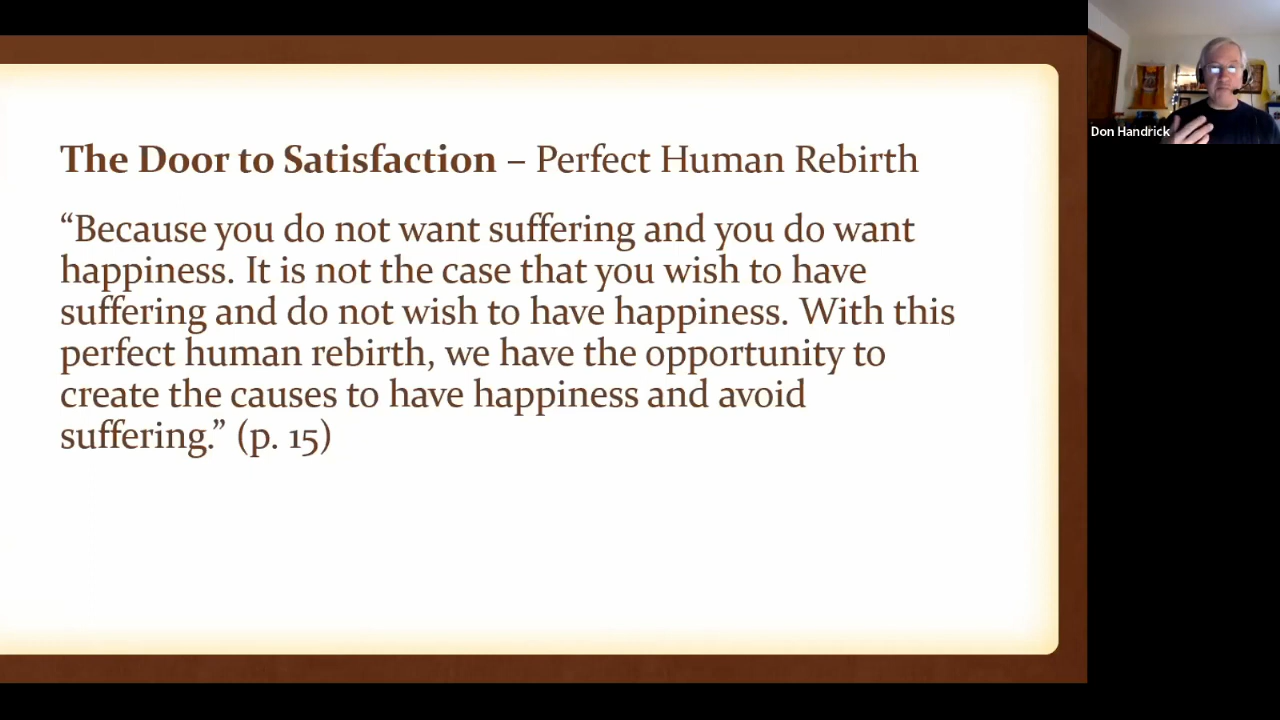 The Door to Satisfaction – Perfect Human Rebirth
“Because you do not want suffering and you do want
happiness. It is not the case that you wish to have
suffering and do not wish to have happiness. With this
perfect human rebirth, we have the opportunity to
create the causes to have happiness and avoid
suffering.” (p. 15)
Don Handrick